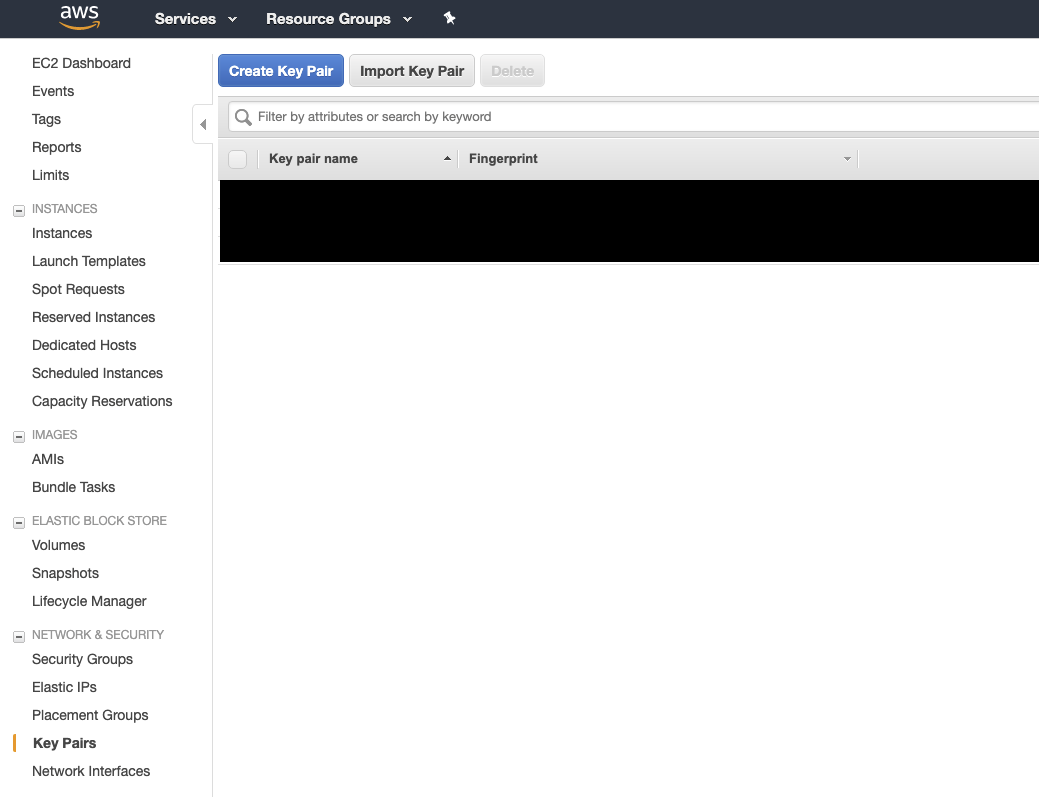 aws
Services
Resource Groups
EC2 Dashboard
Events
Tags
Reports
Limits
INSTANCES
Instances
Launch Templates
Spot Requests
Reserved Instances
Dedicated Hosts
Scheduled Instances
Capacity Reservations
IMAGES
AMIs
Bundle Tasks
ELASTIC BLOCK STORE
Volumes
Snapshots
Lifecycle Manager
NETWORK & SECURITY
Security Groups
Elastic IPs
Placement Groups
Key Pairs
Network Interfaces
Create Key Pair
Import Key Pair
Delete
Filter by attributes or search by keyword
Key pair name
Fingerprint